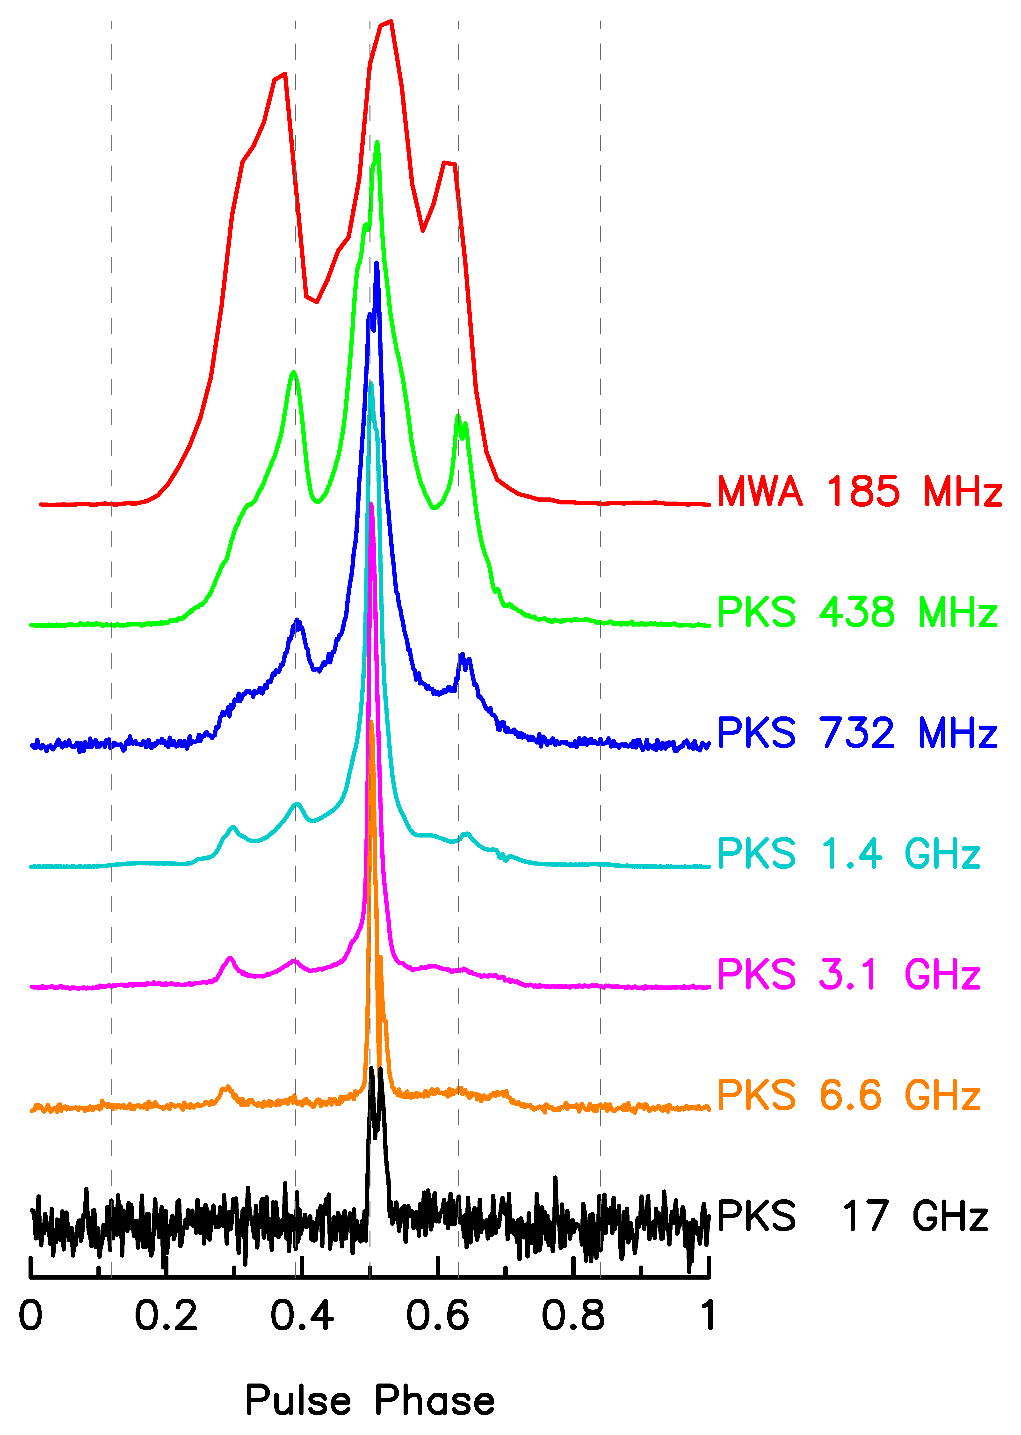 MWA 185 MHz
PKS 438 MHz
PKS 732 MHz
PKS 1.4 GHz
PKS 3.1 GHz
PKS 6.6 GHz
PKS 17 GHz
0 0.2 0.4 0.6 0.8 1
Pulse Phase